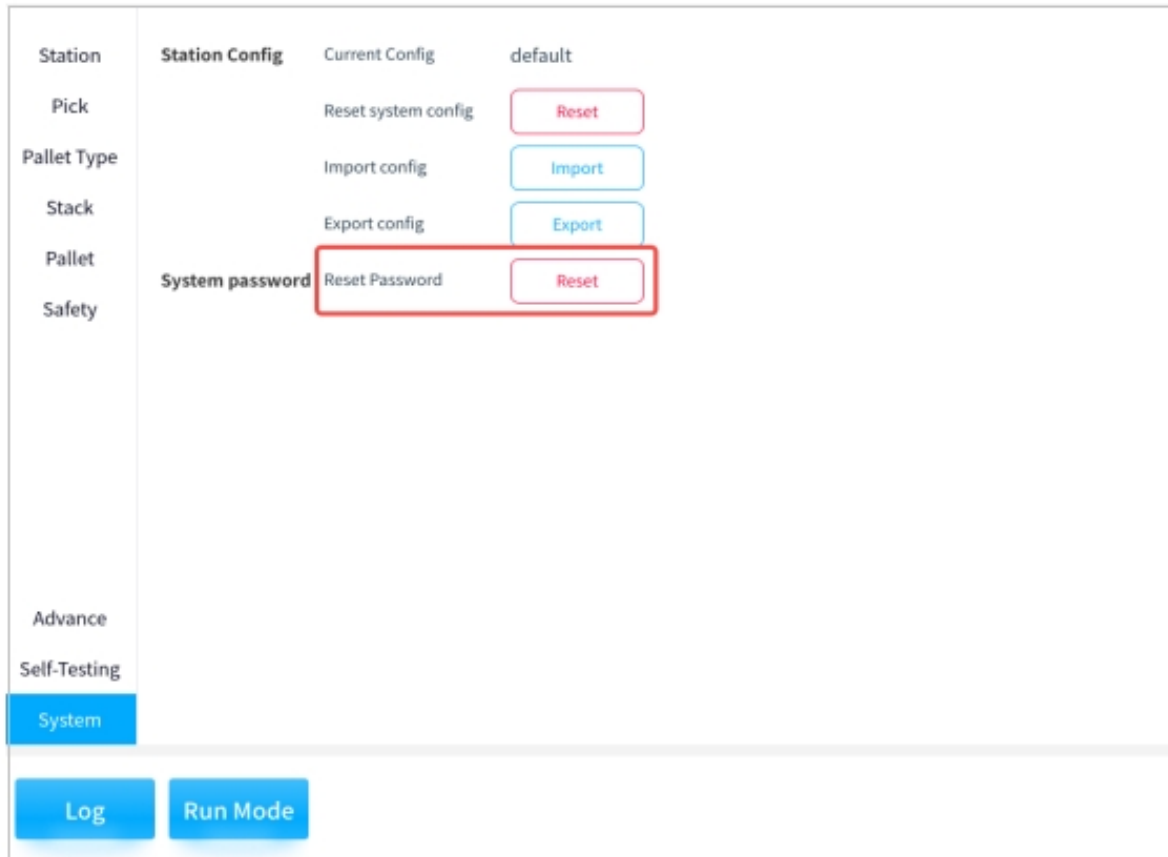 Station
Pick
Pallet Type
Stack
Pallet
Safety
Advance
Self-Testing
System
Station Config Current Config default
Reset system config Reset
Import config Import
Export config Export
System password Reset Password Reset
Log Run Mode